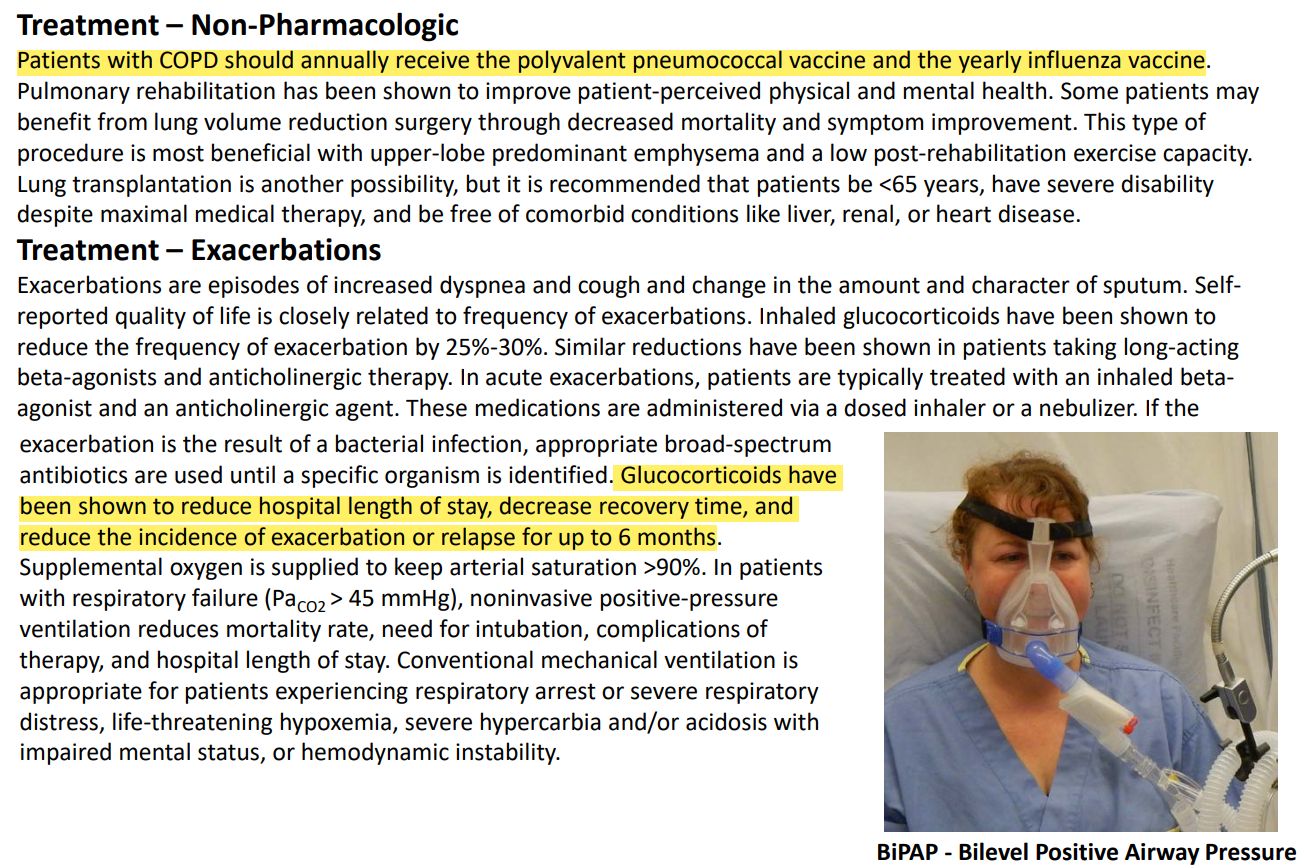 Treatment – Non-Pharmacologic
Patients with COPD should annually receive the polyvalent pneumococcal vaccine and the yearly influenza vaccine.
Pulmonary rehabilitation has been shown to improve patient-perceived physical and mental health. Some patients may
benefit from lung volume reduction surgery through decreased mortality and symptom improvement. This type of
procedure is most beneficial with upper-lobe predominant emphysema and a low post-rehabilitation exercise capacity.
Lung transplantation is another possibility, but it is recommended that patients be <65 years, have severe disability
despite maximal medical therapy, and be free of comorbid conditions like liver, renal, or heart disease.
Treatment – Exacerbations
Exacerbations are episodes of increased dyspnea and cough and change in the amount and character of sputum. Self-
reported quality of life is closely related to frequency of exacerbations. Inhaled glucocorticoids have been shown to
reduce the frequency of exacerbation by 25%-30%. Similar reductions have been shown in patients taking long-acting
beta-agonists and anticholinergic therapy. In acute exacerbations, patients are typically treated with an inhaled beta-
agonist and an anticholinergic agent. These medications are administered via a dosed inhaler or a nebulizer. If the
exacerbation is the result of a bacterial infection, appropriate broad-spectrum
antibiotics are used until a specific organism is identified. Glucocorticoids have
been shown to reduce hospital length of stay, decrease recovery time, and
reduce the incidence of exacerbation or relapse for up to 6 months.
Supplemental oxygen is supplied to keep arterial saturation >90%. In patients
with respiratory failure (PaCO2 > 45 mmHg), noninvasive positive-pressure
ventilation reduces mortality rate, need for intubation, complications of
therapy, and hospital length of stay. Conventional mechanical ventilation is
appropriate for patients experiencing respiratory arrest or severe respiratory
distress, life-threatening hypoxemia, severe hypercarbia and/or acidosis with
impaired mental status, or hemodynamic instability.
BiPAP - Bilevel Positive Airway Pressure